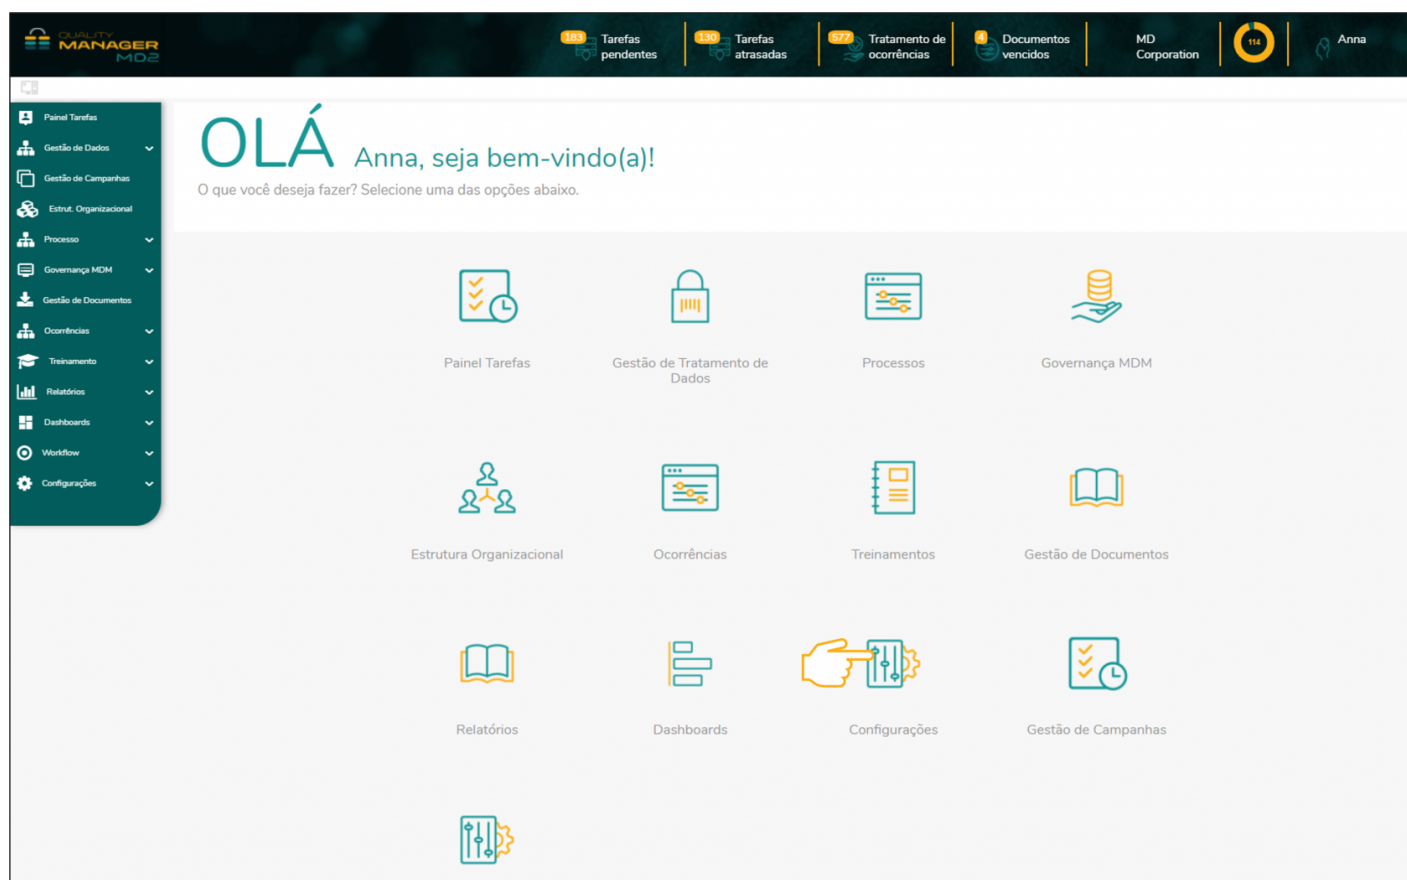 QUALITY
MANAGER
MD2
183
Tarefas
pendentes
130
Tarefas
atrasadas
577
Tratamento de
ocorrências
4
Documentos
vencidos
MD
Corporation
114
Anna
Painel Tarefas
Gestão de Dados
Gestão de Campanhas
Estrut. Organizacional
Processo
Governança MDM
Gestão de Documentos
Ocorrências
Treinamento
Relatórios
Dashboards
Workflow
Configurações
OLÁ Anna, seja bem-vindo(a)!
O que você deseja fazer? Selecione uma das opções abaixo.
Painel Tarefas
Gestão de Tratamento de
Dados
Processos
Governança MDM
Estrutura Organizacional
Ocorrências
Treinamentos
Gestão de Documentos
Relatórios
Dashboards
Configurações
Gestão de Campanhas